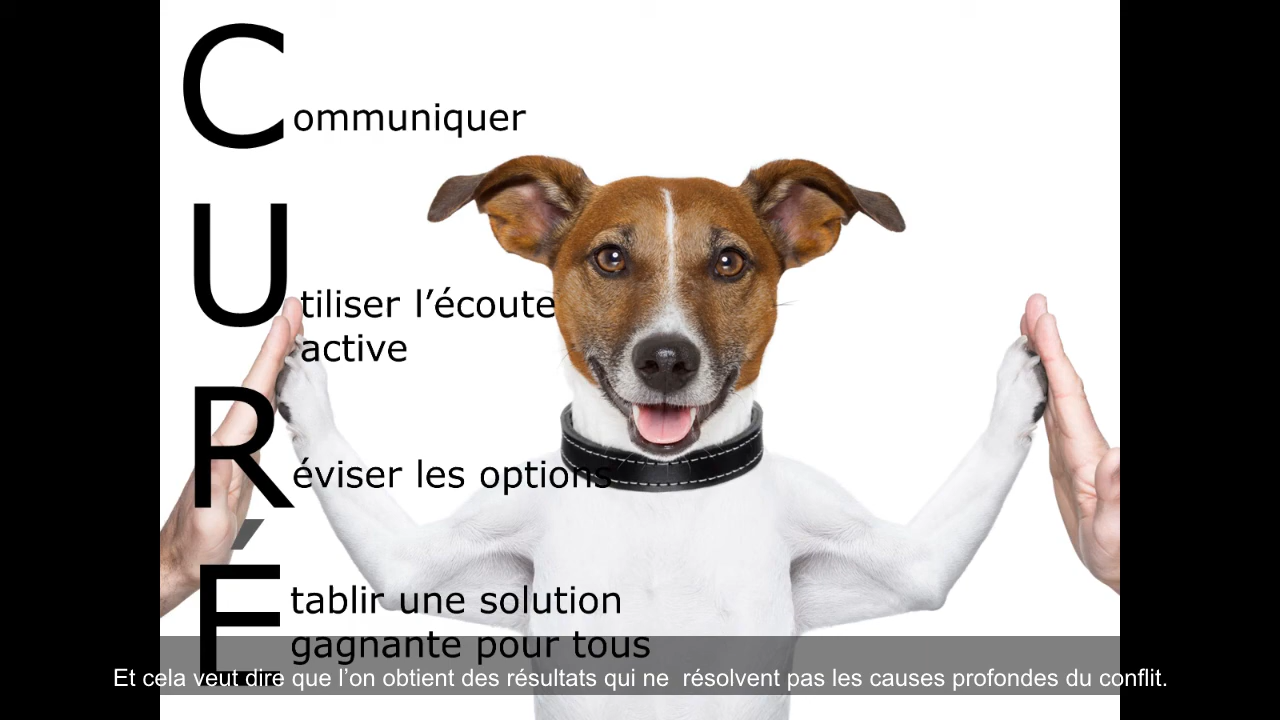 Communiquer
Utiliser l’écoute
active
Réviser les options
Établir une solution
gagnante pour tous
Et cela veut dire que l’on obtient des résultats qui ne  résolvent pas les causes profondes du conflit.